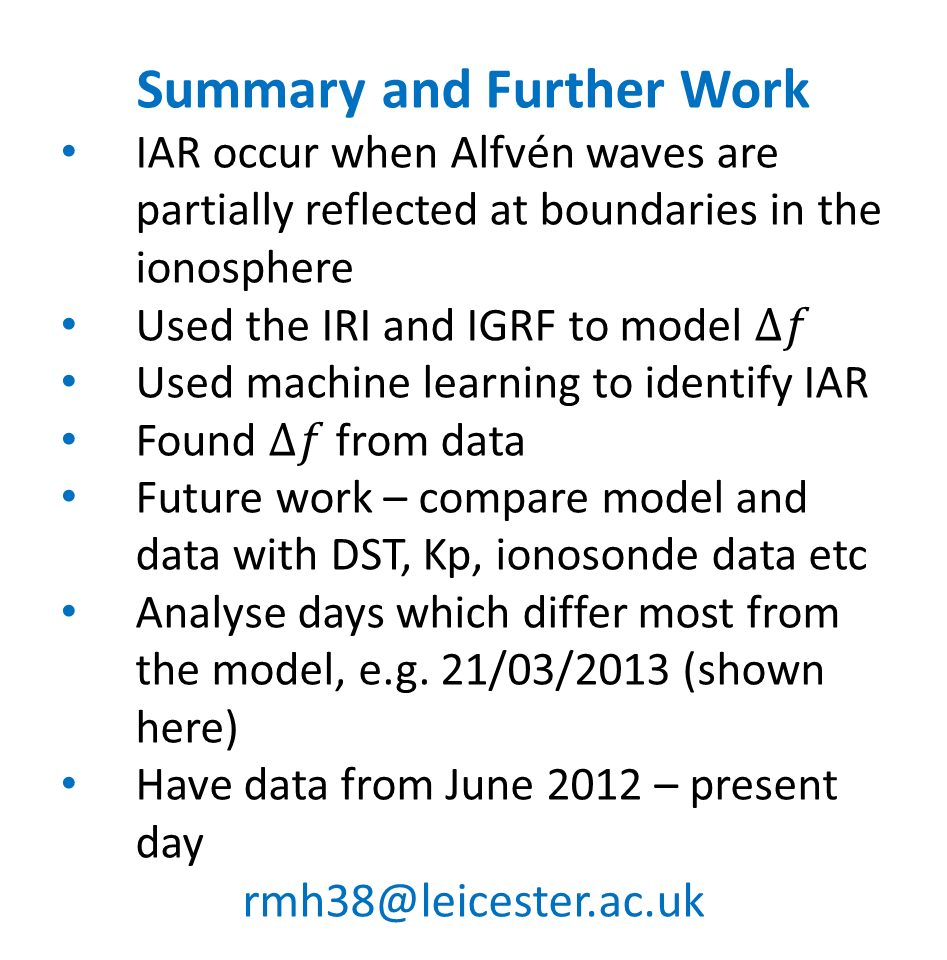 Summary and Further Work
• IAR occur when Alfvén waves are
partially reflected at boundaries in the
ionosphere
• Used the IRI and IGRF to model Δf
• Used machine learning to identify IAR
• Found Δf from data
• Future work – compare model and
data with DST, Kp, ionosonde data etc
• Analyse days which differ most from
the model, e.g. 21/03/2013 (shown
here)
• Have data from June 2012 – present
day
rmh38@leicester.ac.uk